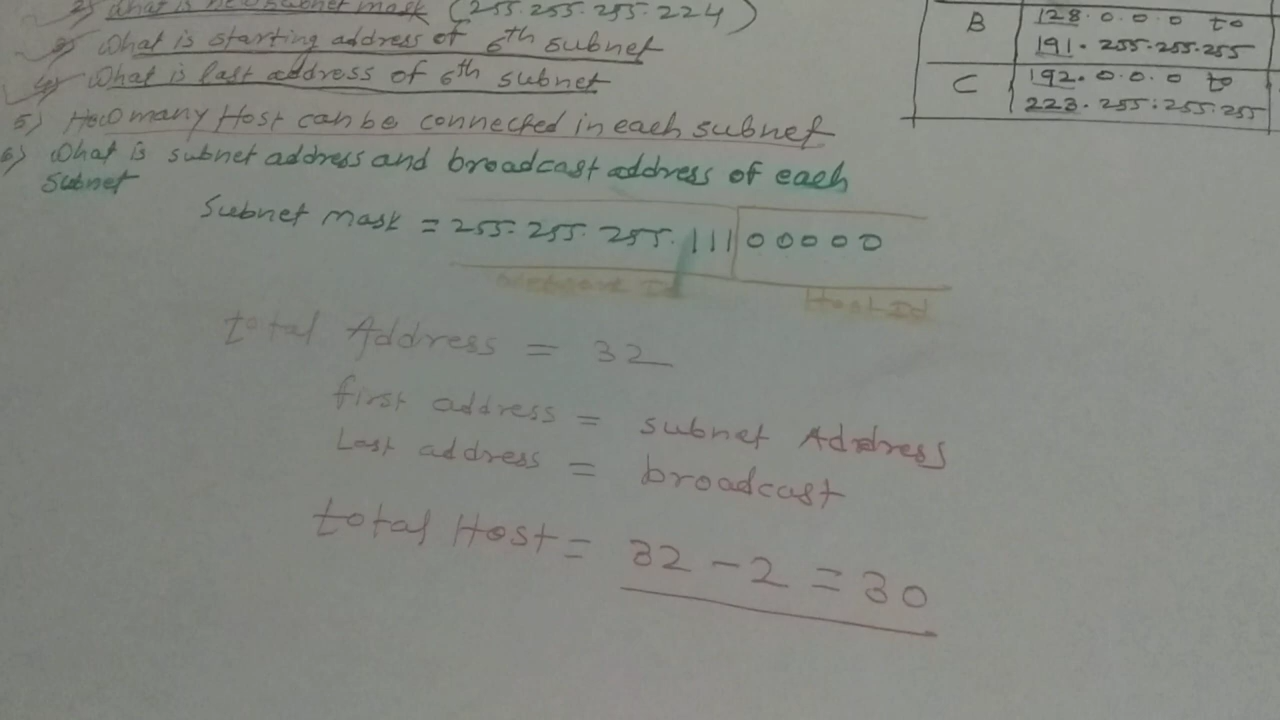 2) What is new subnet mask (255.255.255.224)
3) What is starting address of 6th subnet
4) What is last address of 6th subnet
5) How many Host can be connected in each subnet
6) What is subnet address and broadcast address of each
subnet
B 128.0.0.0 to
191.255.255.255
C 192.0.0.0 to
223.255.255.255
Subnet mask = 255.255.255.111 00000
Network Id
Host Id
total Address = 32
first address = subnet Address
Last address = broadcast
total Host = 32 - 2 = 30